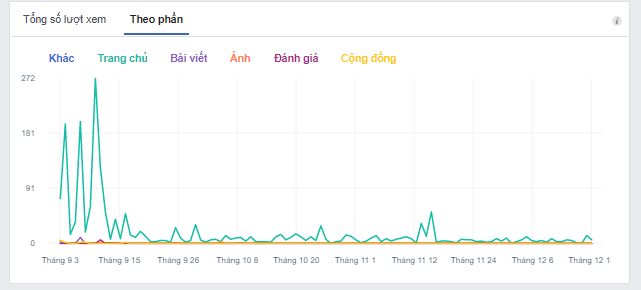 Tổng số lượt xem Theo phần
Khác Trang chủ Bài viết Ảnh Đánh giá Cộng đồng
272
181
91
0
Tháng 9 3 Tháng 9 15 Tháng 9 26 Tháng 10 8 Tháng 10 20 Tháng 11 1 Tháng 11 12 Tháng 11 24 Tháng 12 6 Tháng 12